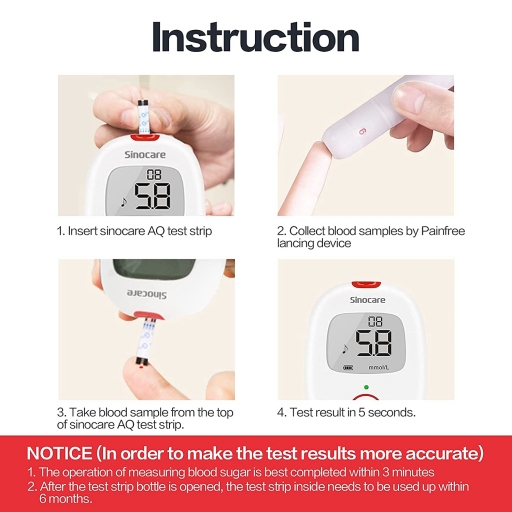 Instruction
Sinocare
08
5.8
6
1. Insert sinocare AQ test strip
2. Collect blood samples by Painfree
lancing device
Sinocare
Sinocare
08
5.8
mmol/L
3. Take blood sample from the top
of sinocare AQ test strip.
4. Test result in 5 seconds.
NOTICE (In order to make the test results more accurate)
1. The operation of measuring blood sugar is best completed within 3 minutes
2. After the test strip bottle is opened, the test strip inside needs to be used up within
6 months.